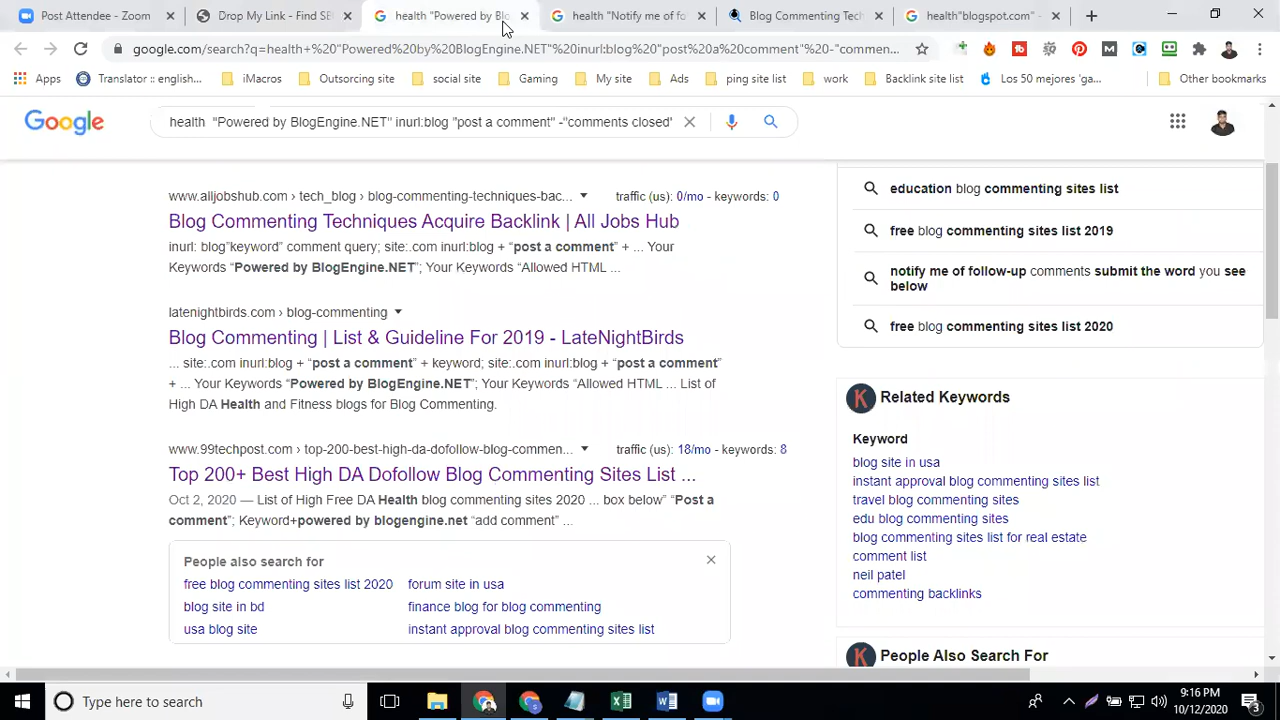 Post Attendee - Zoom
Drop My Link - Find SE
health "Powered by Blo
health "Notify me of fo
Blog Commenting Tech
health"blogspot.com" -
google.com/search?q=health+%20"Powered%20by%20BlogEngine.NET"%20inurl:blog%20"post%20a%20comment"%20-"commen...
Apps
Translator :: english...
iMacros
Outsorcing site
social site
Gaming
My site
Ads
ping site list
work
Backlink site list
Los 50 mejores 'ga...
Other bookmarks
Google
health "Powered by BlogEngine.NET" inurl:blog "post a comment" -"comments closed"
www.alljobshub.com › tech_blog › blog-commenting-techniques-bac...
traffic (us): 0/mo - keywords: 0
Blog Commenting Techniques Acquire Backlink | All Jobs Hub
inurl: blog"keyword" comment query; site:.com inurl:blog + “post a comment” + ... Your
Keywords “Powered by BlogEngine.NET”; Your Keywords “Allowed HTML ...
latenightbirds.com › blog-commenting
Blog Commenting | List & Guideline For 2019 - LateNightBirds
... site:.com inurl:blog + “post a comment” + keyword; site:.com inurl:blog + “post a comment”
+ ... Your Keywords “Powered by BlogEngine.NET”; Your Keywords “Allowed HTML ... List of
High DA Health and Fitness blogs for Blog Commenting.
www.99techpost.com › top-200-best-high-da-dofollow-blog-commen...
traffic (us): 18/mo - keywords: 8
Top 200+ Best High DA Dofollow Blog Commenting Sites List ...
Oct 2, 2020 — List of High Free DA Health blog commenting sites 2020 ... box below” “Post a
comment”; Keyword+powered by blogengine.net “add comment” ...
People also search for
free blog commenting sites list 2020
forum site in usa
blog site in bd
finance blog for blog commenting
usa blog site
instant approval blog commenting sites list
education blog commenting sites list
free blog commenting sites list 2019
notify me of follow-up comments submit the word you see
below
free blog commenting sites list 2020
K Related Keywords
Keyword
blog site in usa
instant approval blog commenting sites list
travel blog commenting sites
edu blog commenting sites
blog commenting sites list for real estate
comment list
neil patel
commenting backlinks
K People Also Search For
Type here to search
9:16 PM
10/12/2020
3